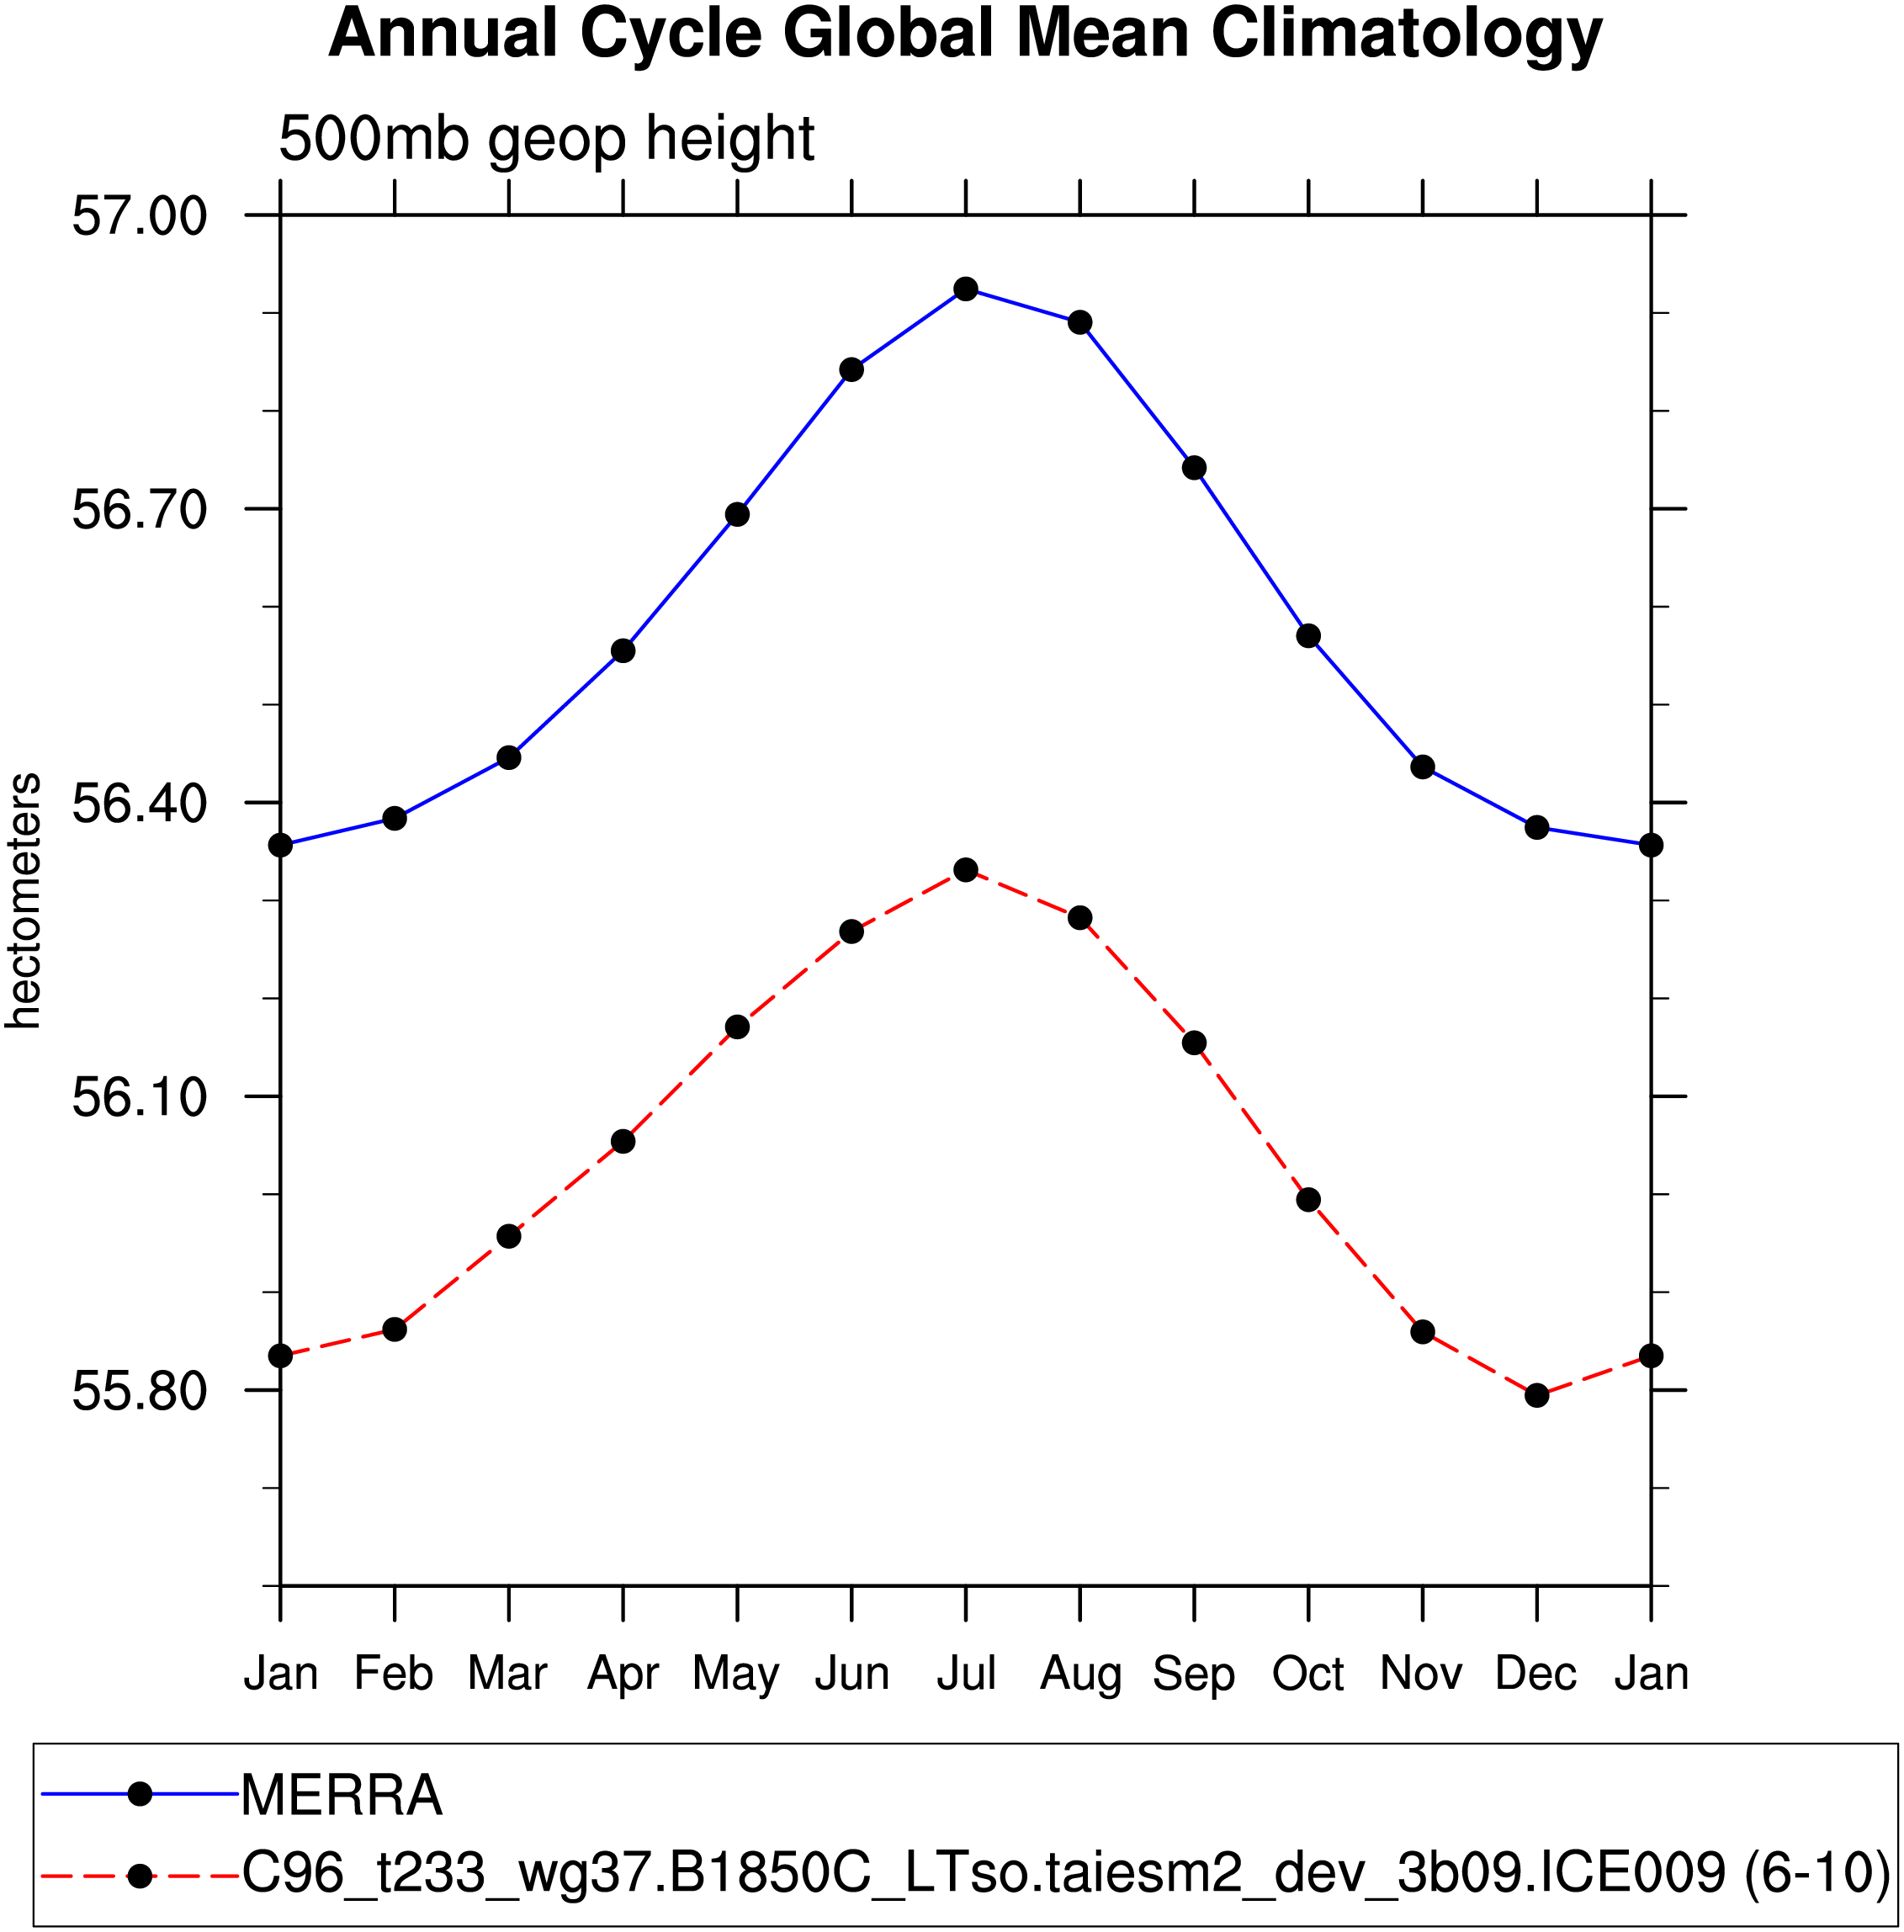 Annual Cycle Global Mean Climatology
500mb geop height
57.00
56.70
56.40
56.10
55.80
hectometers
Jan Feb Mar Apr May Jun Jul Aug Sep Oct Nov Dec Jan
MERRA
C96_t233_wg37.B1850C_LTso.taiesm2_dev_3b09.ICE009 (6-10)